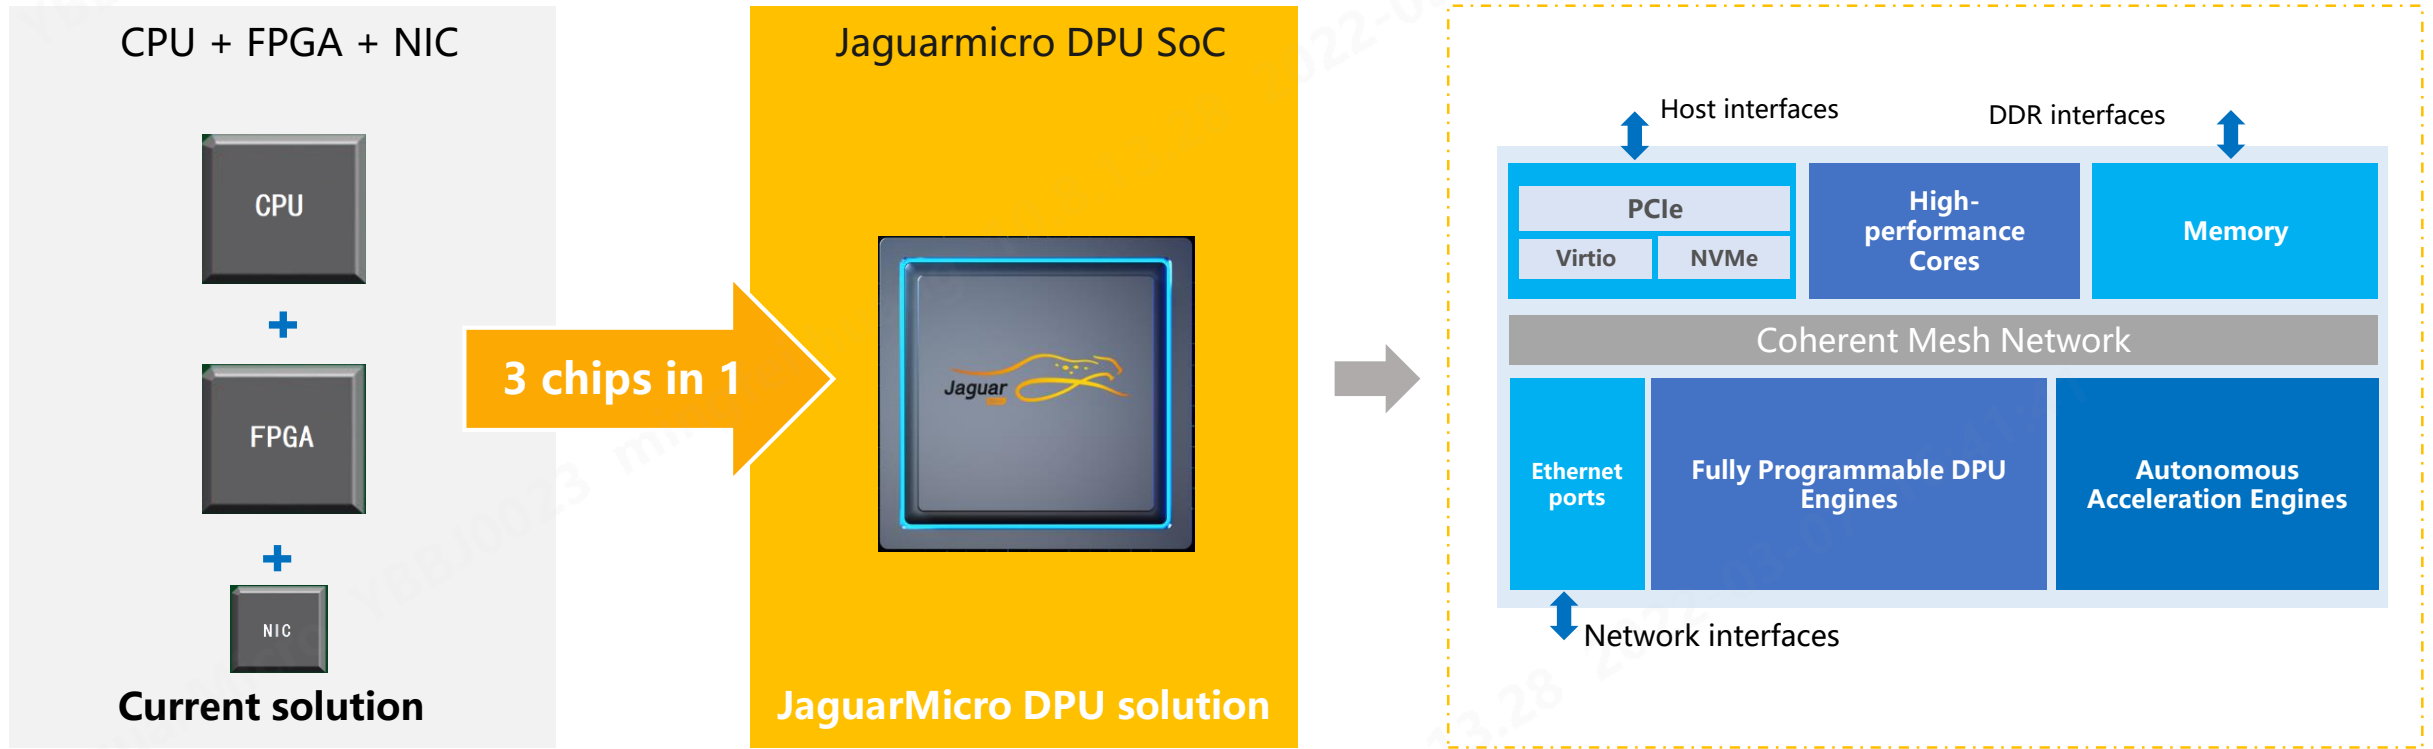 CPU + FPGA + NIC
CPU
FPGA
NIC
Current solution
3 chips in 1
Jaguarmicro DPU SoC
Jaguar
JaguarMicro DPU solution
Host interfaces
DDR interfaces
PCIe
Virtio
NVMe
High-
performance
Cores
Memory
Coherent Mesh Network
Ethernet
ports
Fully Programmable DPU
Engines
Autonomous
Acceleration Engines
Network interfaces